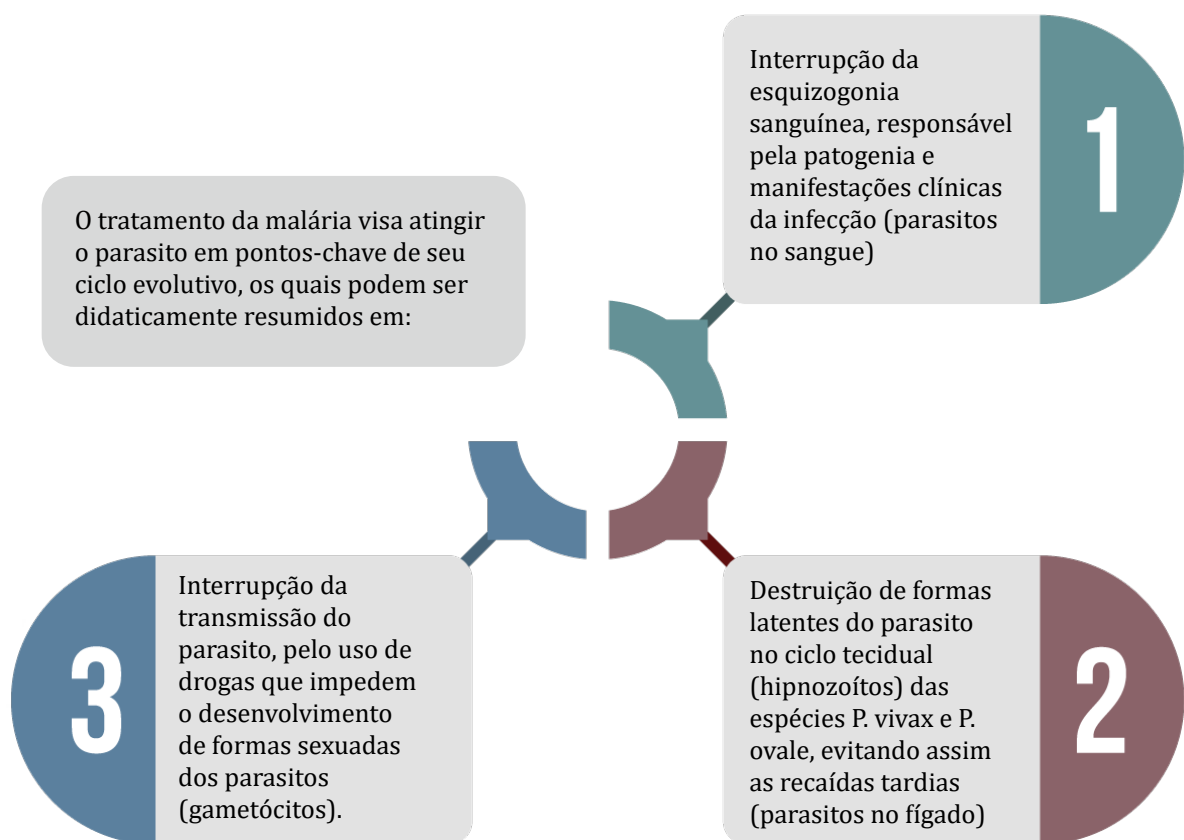 O tratamento da malária visa atingir
o parasito em pontos-chave de seu
ciclo evolutivo, os quais podem ser
didaticamente resumidos em:
Interrupção da
esquizogonia
sanguínea, responsável
pela patogenia e
manifestações clínicas
da infecção (parasitos
no sangue)
1
Destruição de formas
latentes do parasito
no ciclo tecidual
(hipnozoítos) das
espécies P. vivax e P.
ovale, evitando assim
as recaídas tardias
(parasitos no fígado)
2
3
Interrupção da
transmissão do
parasito, pelo uso de
drogas que impedem
o desenvolvimento
de formas sexuadas
dos parasitos
(gametócitos).